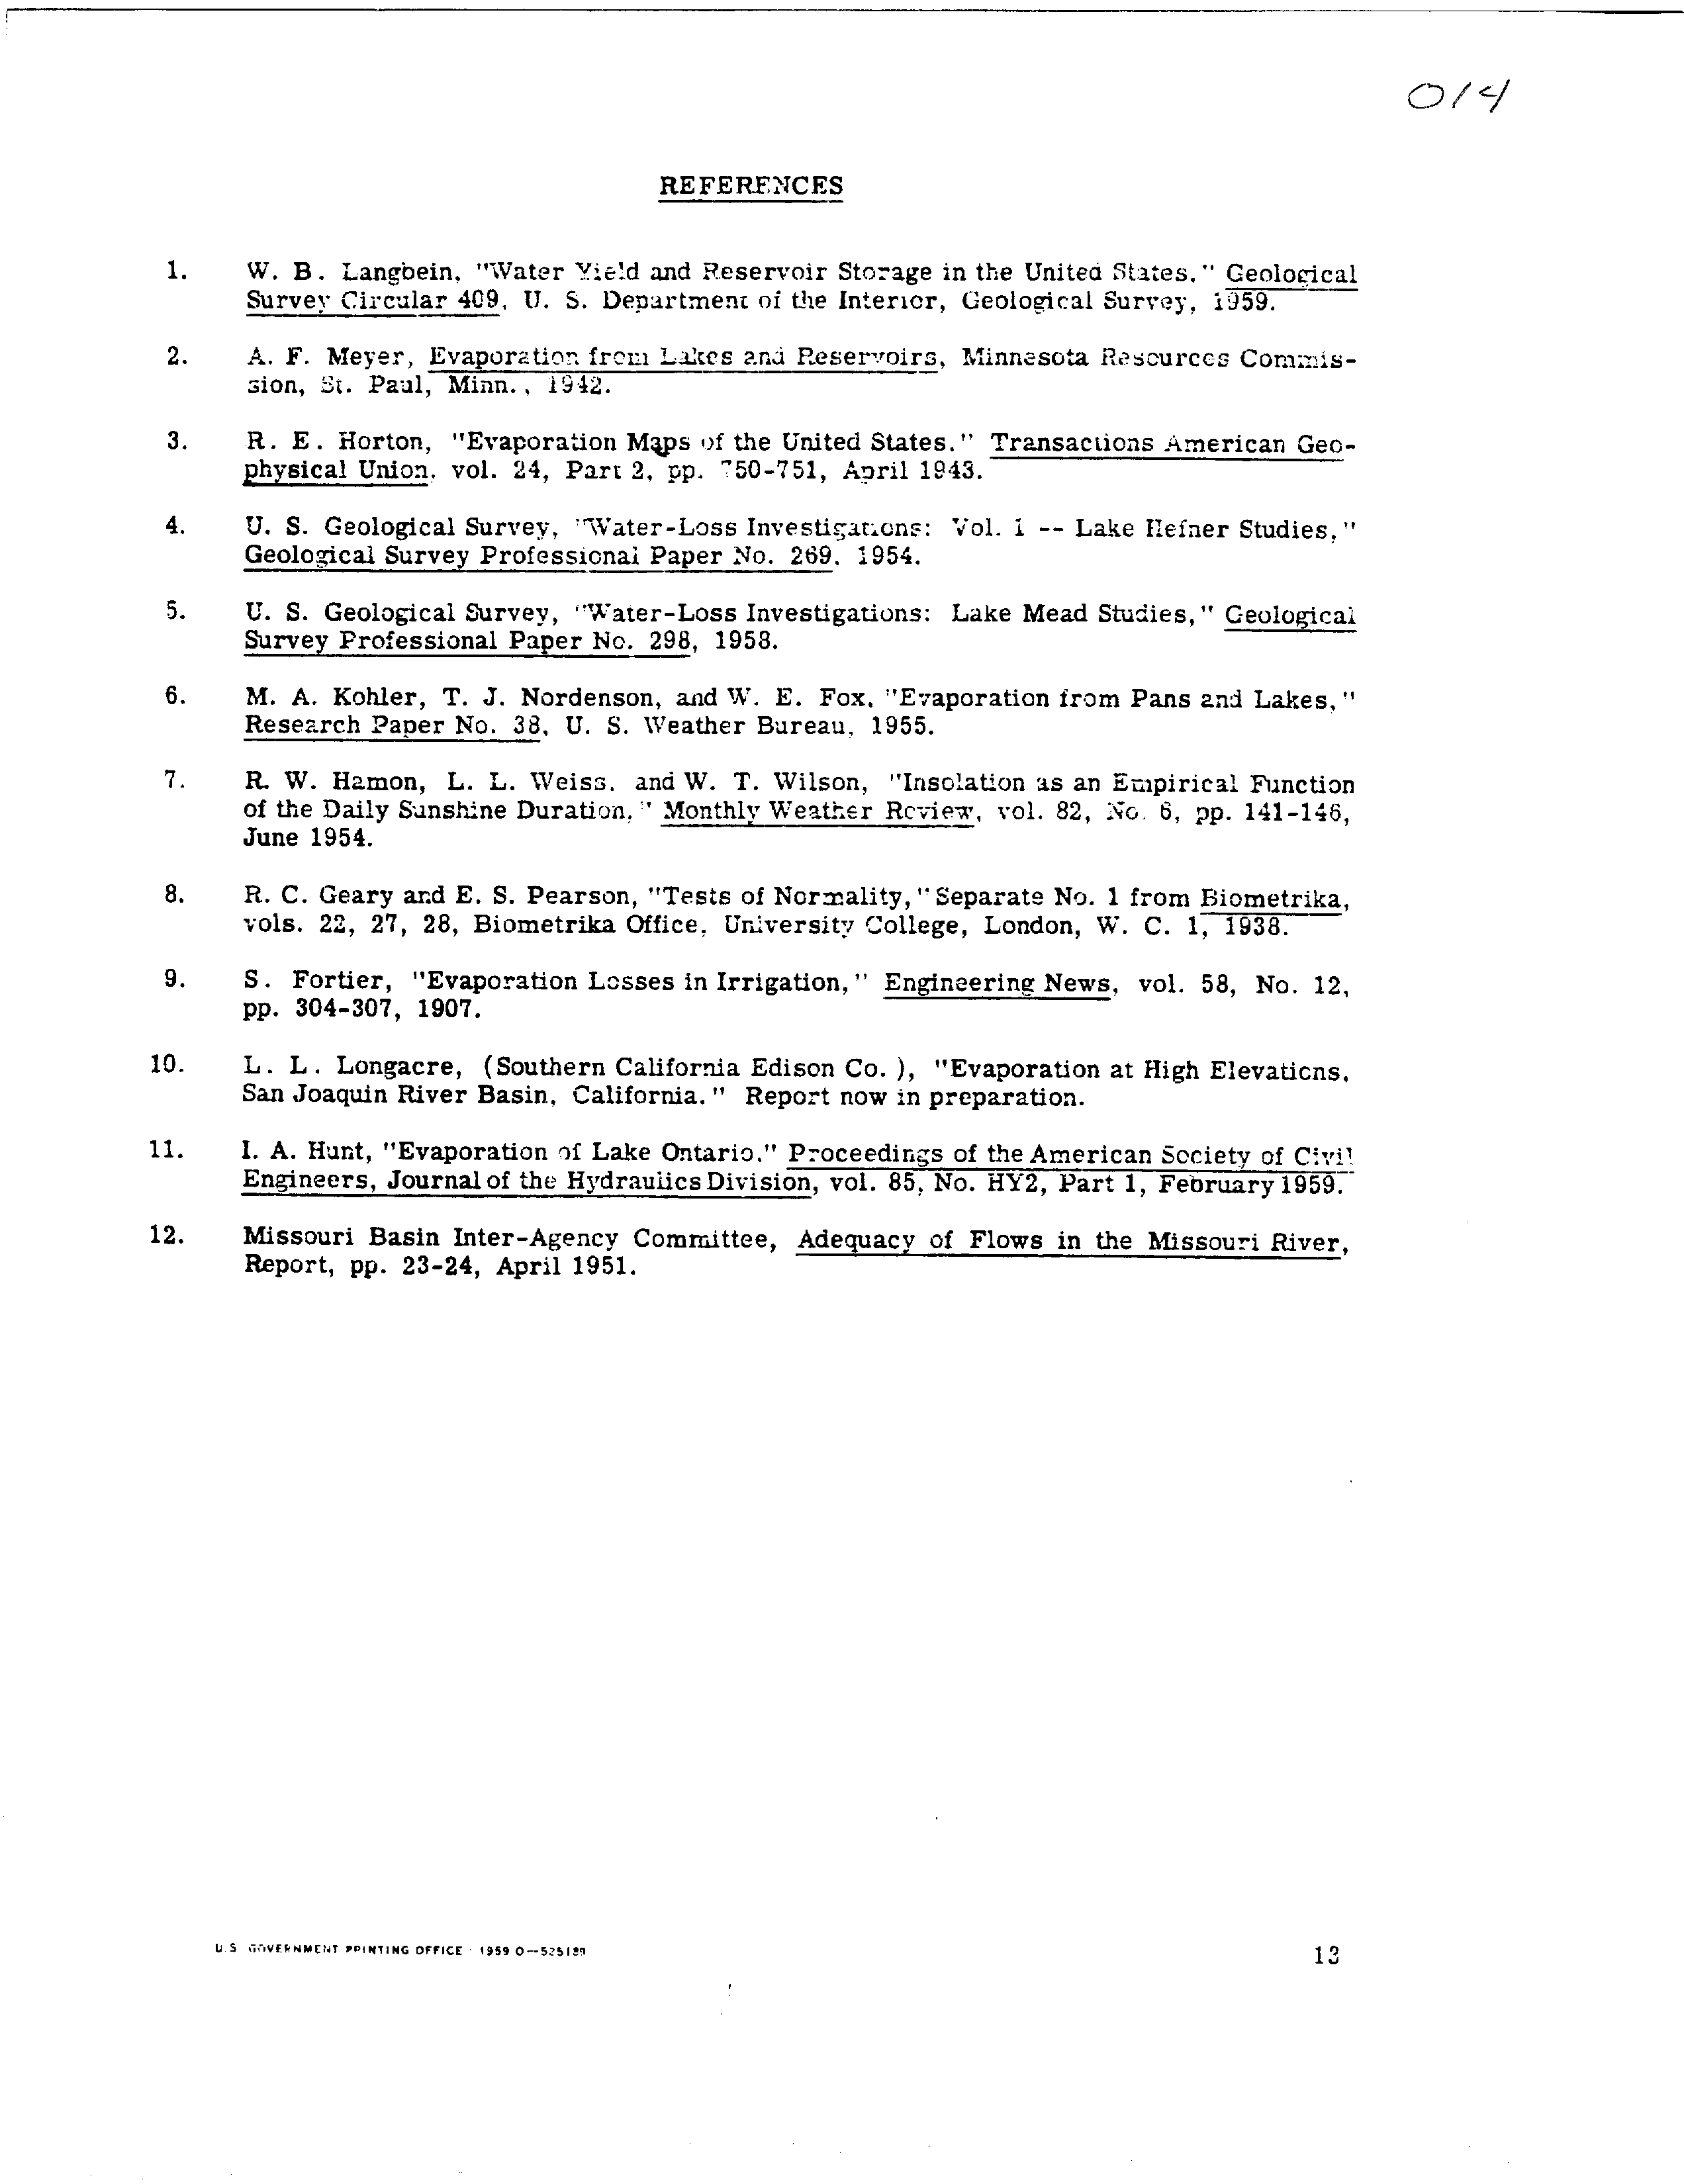 014
REFERENCES
1. W. B. Langbein, "Water Yield and Reservoir Storage in the United States," Geological
Survey Circular 409, U. S. Department of the Interior, Geological Survey, 1959.
2. A. F. Meyer, Evaporation from Lakes and Reservoirs, Minnesota Resources Commis-
sion, St. Paul, Minn., 1942.
3. R. E. Horton, "Evaporation Maps of the United States," Transactions American Geo-
physical Union, vol. 24, Part 2, pp. 750-751, April 1943.
4. U. S. Geological Survey, "Water-Loss Investigations: Vol. 1 -- Lake Hefner Studies,"
Geological Survey Professional Paper No. 269, 1954.
5. U. S. Geological Survey, "Water-Loss Investigations: Lake Mead Studies," Geological
Survey Professional Paper No. 298, 1958.
6. M. A. Kohler, T. J. Nordenson, and W. E. Fox, "Evaporation from Pans and Lakes,"
Research Paper No. 38, U. S. Weather Bureau, 1955.
7. R. W. Hamon, L. L. Weiss, and W. T. Wilson, "Insolation as an Empirical Function
of the Daily Sunshine Duration," Monthly Weather Review, vol. 82, No. 6, pp. 141-146,
June 1954.
8. R. C. Geary and E. S. Pearson, "Tests of Normality," Separate No. 1 from Biometrika,
vols. 22, 27, 28, Biometrika Office, University College, London, W. C. 1, 1938.
9. S. Fortier, "Evaporation Losses in Irrigation," Engineering News, vol. 58, No. 12,
pp. 304-307, 1907.
10. L. L. Longacre, (Southern California Edison Co.), "Evaporation at High Elevations,
San Joaquin River Basin, California." Report now in preparation.
11. I. A. Hunt, "Evaporation of Lake Ontario," Proceedings of the American Society of Civil
Engineers, Journal of the Hydraulics Division, vol. 85, No. HY2, Part 1, February 1959.
12. Missouri Basin Inter-Agency Committee, Adequacy of Flows in the Missouri River,
Report, pp. 23-24, April 1951.
U.S. GOVERNMENT PRINTING OFFICE : 1959 O—525189
13